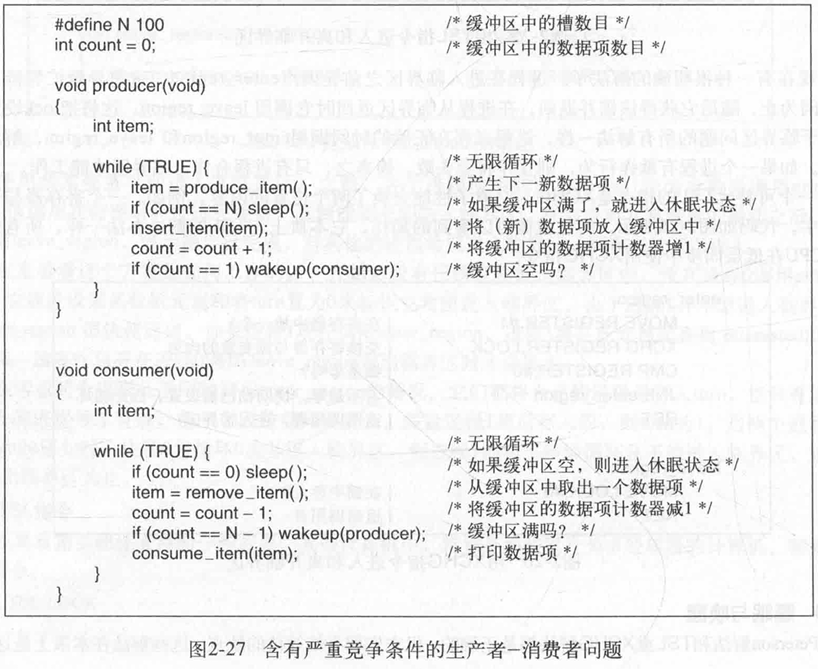 #define N 100 /* 缓冲区中的槽数目 */
int count = 0; /* 缓冲区中的数据项数目 */
void producer(void)
{
int item;
while (TRUE) { /* 无限循环 */
item = produce_item( ); /* 产生下一新数据项 */
if (count == N) sleep( ); /* 如果缓冲区满了，就进入休眠状态 */
insert_item(item); /* 将（新）数据项放入缓冲区中 */
count = count + 1; /* 将缓冲区的数据项计数器增1 */
if (count == 1) wakeup(consumer); /* 缓冲区空吗？ */
}
}
void consumer(void)
{
int item;
while (TRUE) { /* 无限循环 */
if (count == 0) sleep( ); /* 如果缓冲区空，则进入休眠状态 */
item = remove_item( ); /* 从缓冲区中取出一个数据项 */
count = count − 1; /* 将缓冲区的数据项计数器减1 */
if (count == N − 1) wakeup(producer); /* 缓冲区满吗？ */
consume_item(item); /* 打印数据项 */
}
}
图2-27 含有严重竞争条件的生产者-消费者问题